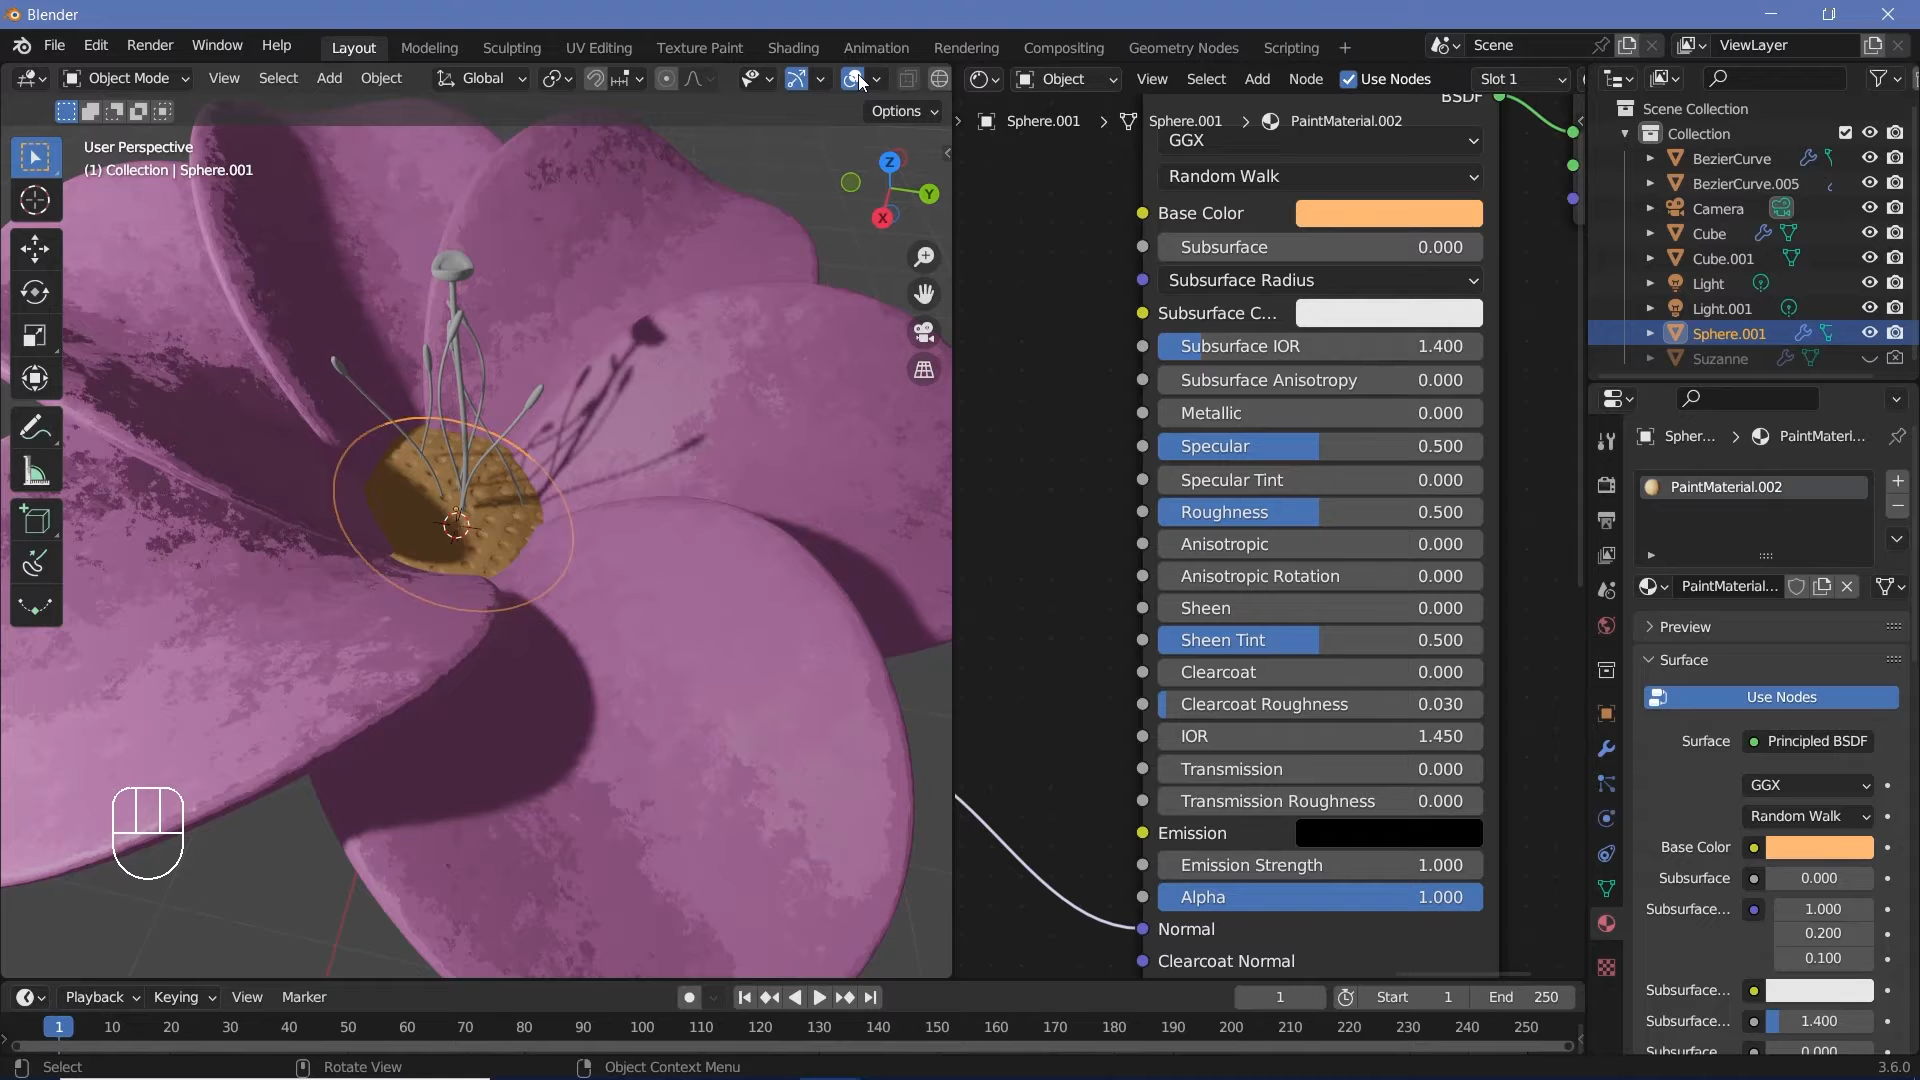 Blender
File Edit Render Window Help
Layout Modeling Sculpting UV Editing Texture Paint Shading Animation Rendering Compositing Geometry Nodes Scripting +
Scene
ViewLayer
Object Mode View Select Add Object Global
Options
User Perspective
(1) Collection | Sphere.001
Z
Y
X
Object View Select Add Node Use Nodes Slot 1
BSDF
Sphere.001 > Sphere.001 > PaintMaterial.002
GGX
Random Walk
Base Color
Subsurface 0.000
Subsurface Radius
Subsurface C...
Subsurface IOR 1.400
Subsurface Anisotropy 0.000
Metallic 0.000
Specular 0.500
Specular Tint 0.000
Roughness 0.500
Anisotropic 0.000
Anisotropic Rotation 0.000
Sheen 0.000
Sheen Tint 0.500
Clearcoat 0.000
Clearcoat Roughness 0.030
IOR 1.450
Transmission 0.000
Transmission Roughness 0.000
Emission
Emission Strength 1.000
Alpha 1.000
Normal
Clearcoat Normal
Scene Collection
Collection
BezierCurve
BezierCurve.005
Camera
Cube
Cube.001
Light
Light.001
Sphere.001
Suzanne
Spher... > PaintMateri...
PaintMaterial.002
PaintMaterial...
Preview
Surface
Use Nodes
Surface Principled BSDF
GGX
Random Walk
Base Color
Subsurface 0.000
Subsurface... 1.000
0.200
0.100
Subsurface...
Subsurface... 1.400
Subsurface... 0.000
Playback Keying View Marker
1 Start 1 End 250
1 10 20 30 40 50 60 70 80 90 100 110 120 130 140 150 160 170 180 190 200 210 220 230 240 250
Select Rotate View Object Context Menu 3.6.0